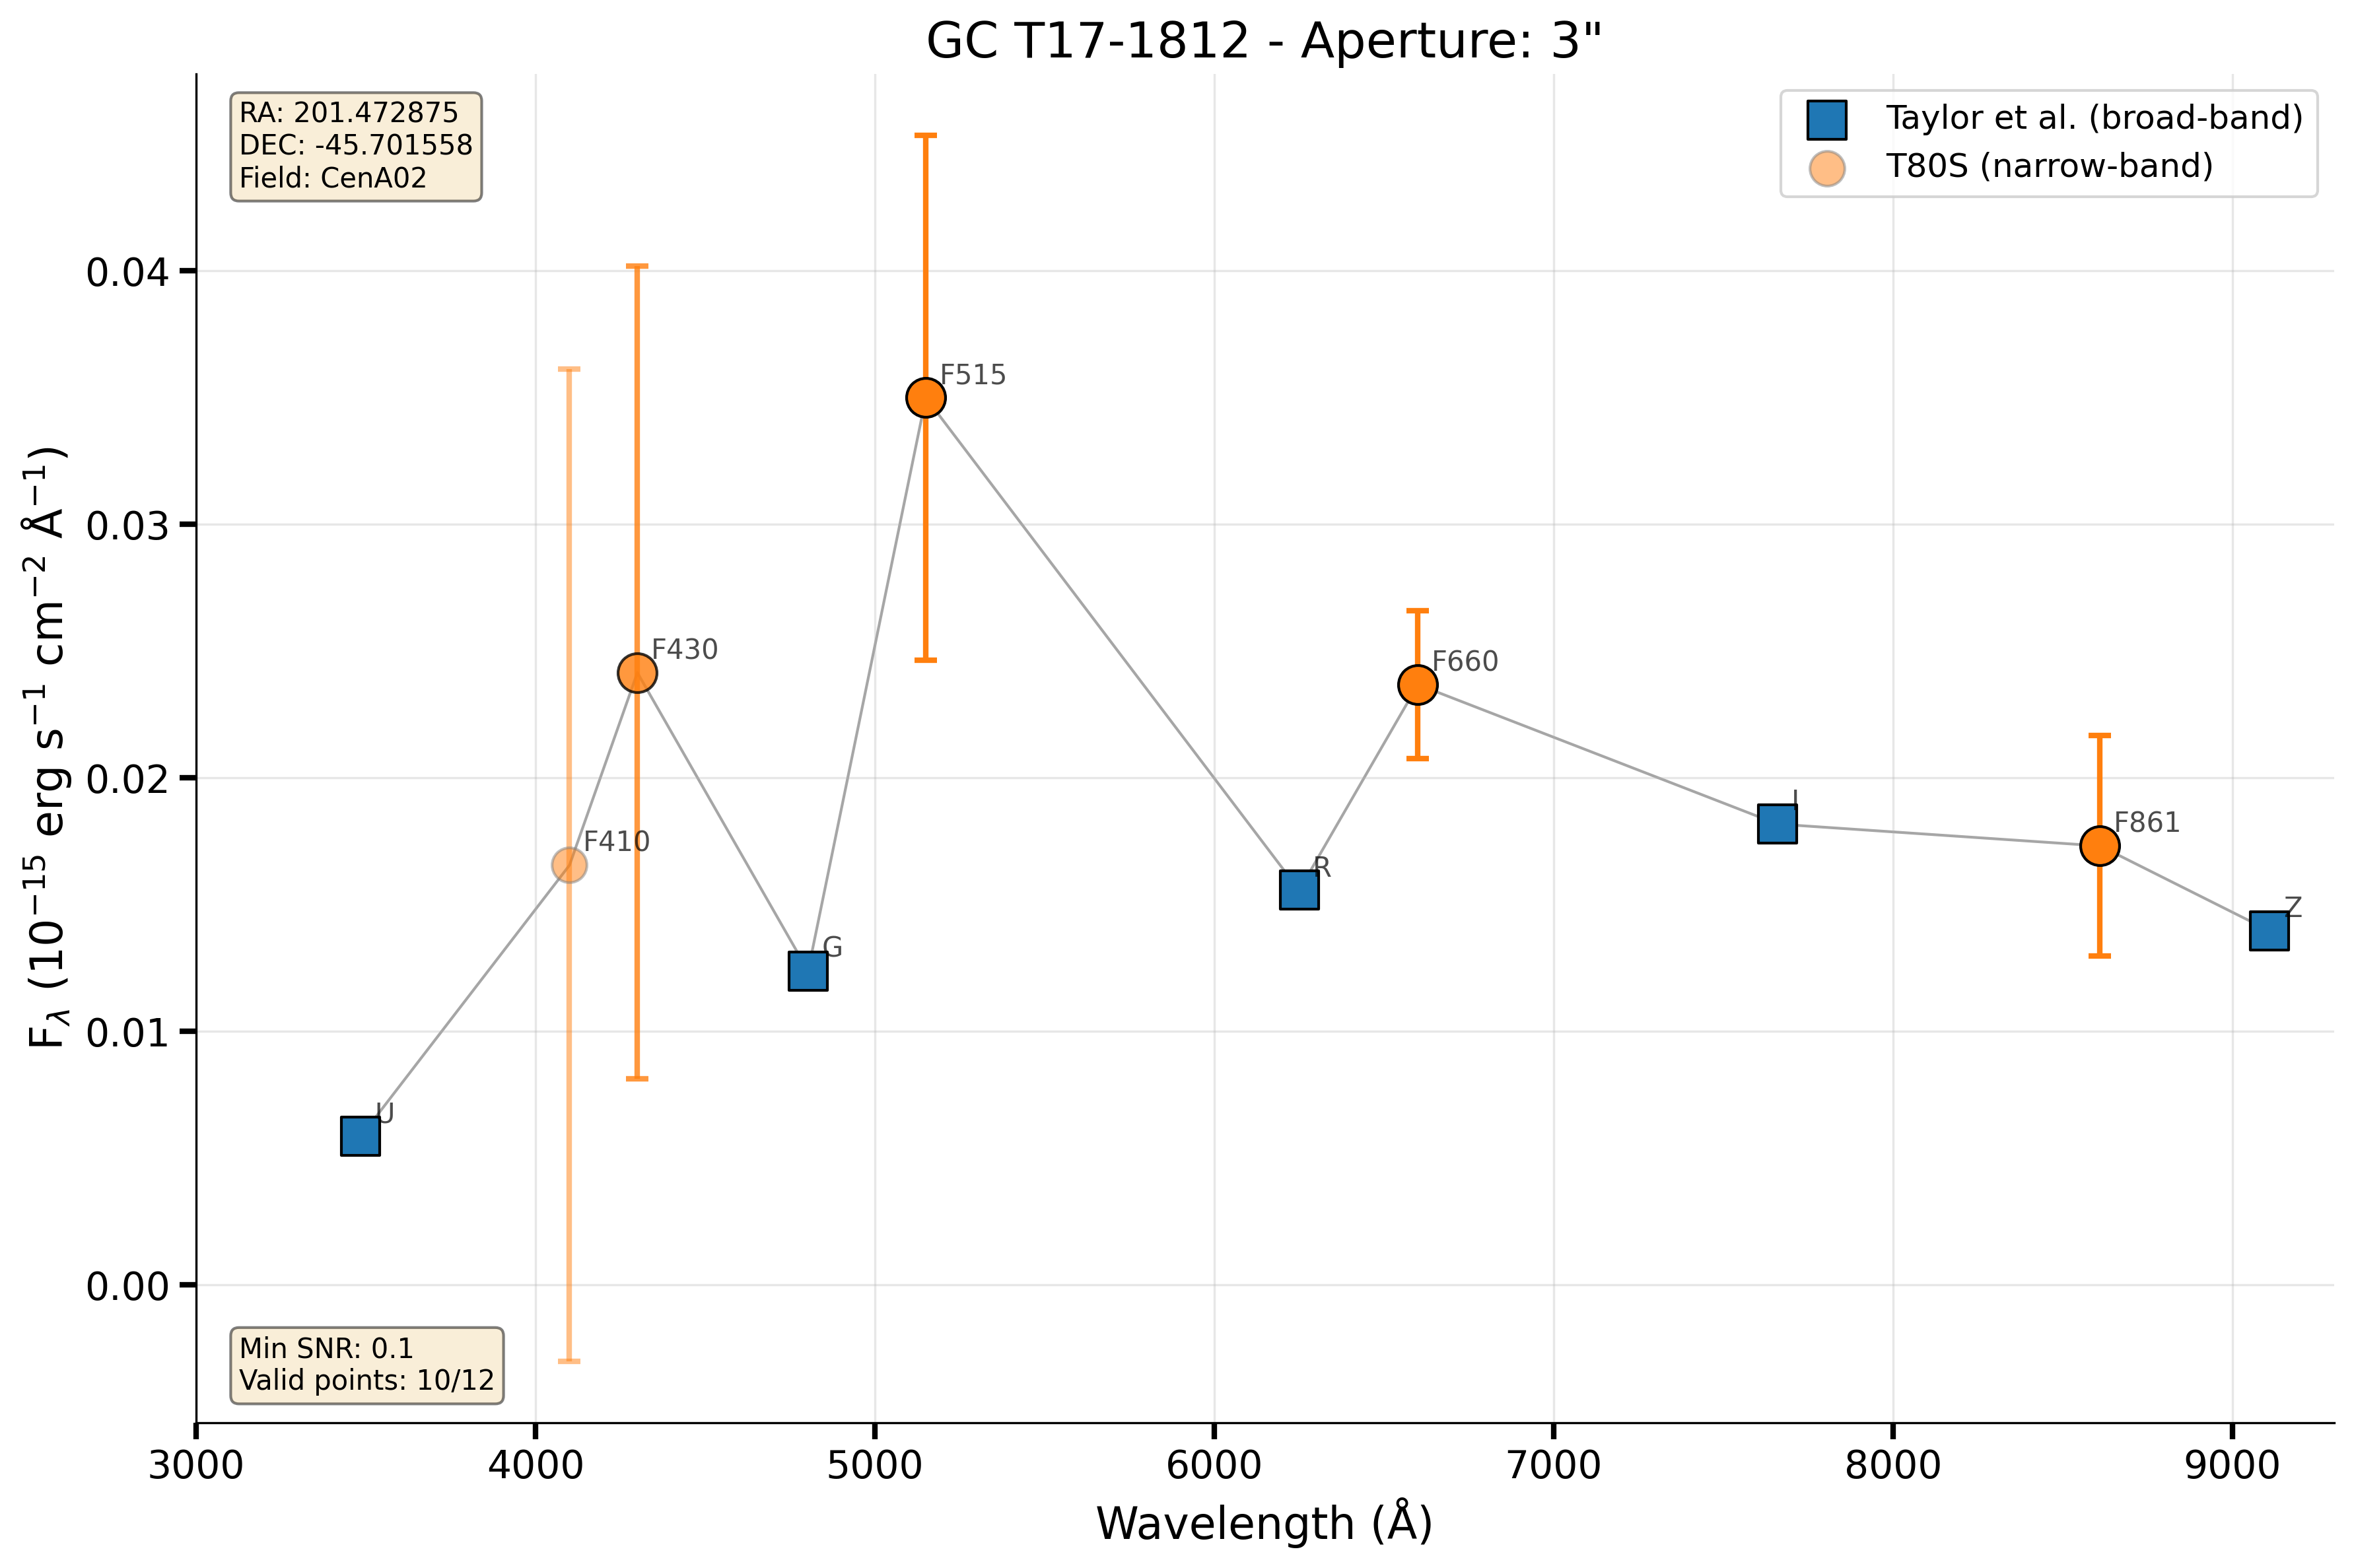 GC T17-1812 - Aperture: 3"
RA: 201.472875
DEC: -45.701558
Field: CenA02
Taylor et al. (broad-band)
T80S (narrow-band)
F515
F430
F660
F410
I
F861
R
Z
G
U
Min SNR: 0.1
Valid points: 10/12
0.04
0.03
0.02
0.01
0.00
3000 4000 5000 6000 7000 8000 9000
Wavelength (Å)
Fλ (10⁻¹⁵ erg s⁻¹ cm⁻² Å⁻¹)